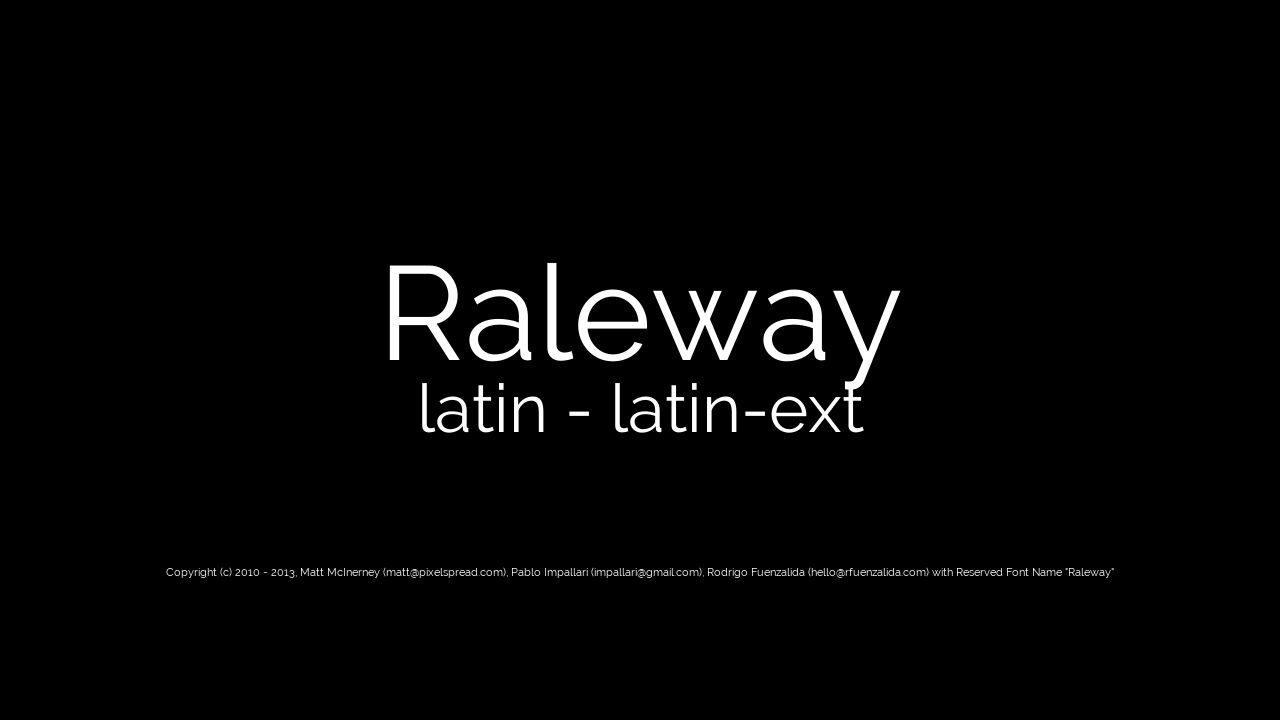 Raleway
latin - latin-ext
Copyright (c) 2010 - 2013, Matt McInerney (matt@pixelspread.com), Pablo Impallari (impallari@gmail.com), Rodrigo Fuenzalida (hello@rfuenzalida.com) with Reserved Font Name "Raleway"